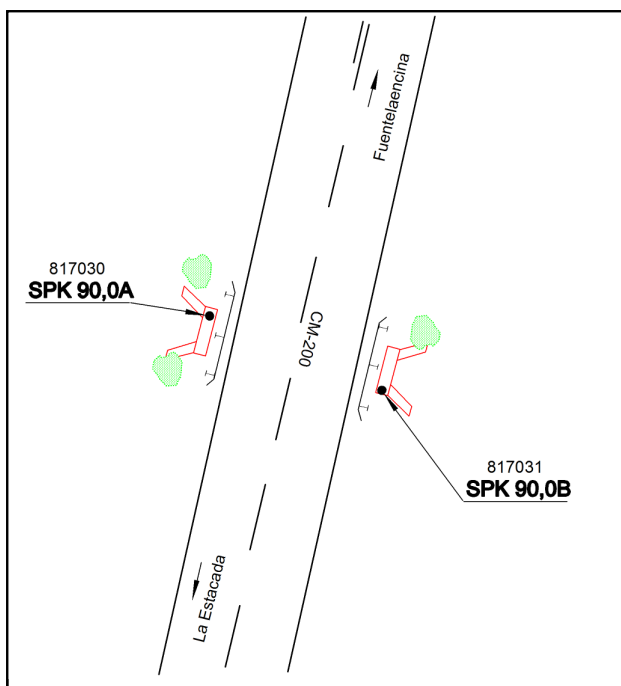 Fuentelaencina
817030
SPK 90,0A
CM-200
817031
SPK 90,0B
La Estacada